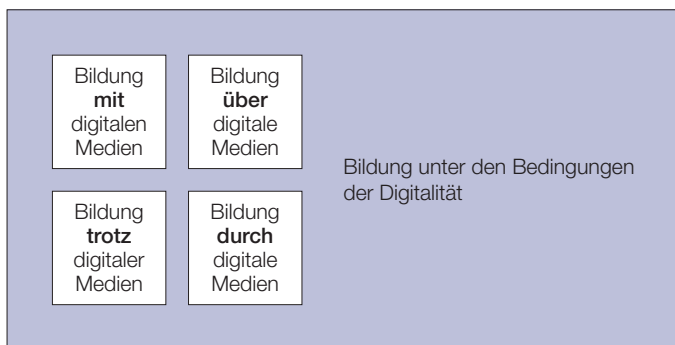 Bildung
mit
digitalen
Medien
Bildung
über
digitale
Medien
Bildung
trotz
digitaler
Medien
Bildung
durch
digitale
Medien
Bildung unter den Bedingungen
der Digitalität